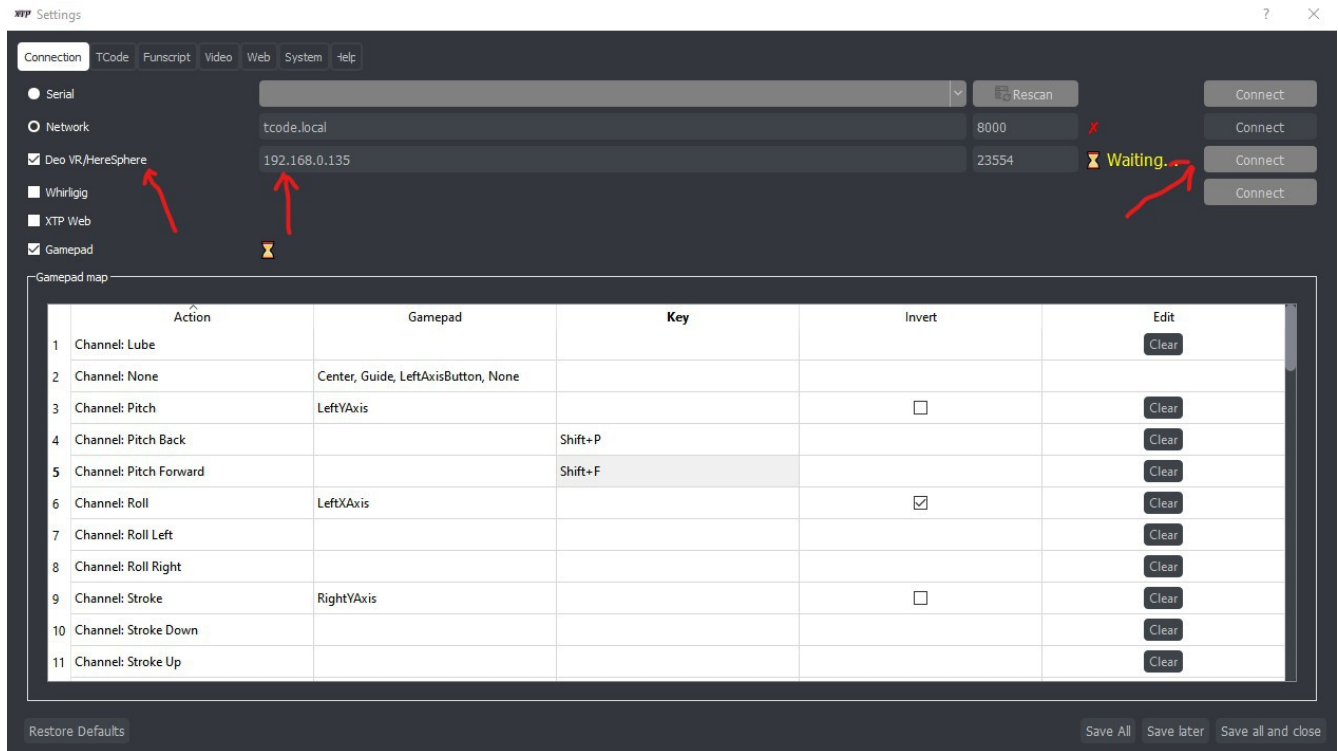 XTP Settings ?
Connection TCode Funscript Video Web System Help
Serial Rescan Connect
Network tcode.local 8000 ✗ Connect
Deo VR/HereSphere 192.168.0.135 23554 Waiting... Connect
Whirligig Connect
XTP Web
Gamepad
Gamepad map
Action Gamepad Key Invert Edit
1 Channel: Lube Clear
2 Channel: None Center, Guide, LeftAxisButton, None
3 Channel: Pitch LeftYAxis Clear
4 Channel: Pitch Back Shift+P Clear
5 Channel: Pitch Forward Shift+F Clear
6 Channel: Roll LeftXAxis Clear
7 Channel: Roll Left Clear
8 Channel: Roll Right Clear
9 Channel: Stroke RightYAxis Clear
10 Channel: Stroke Down Clear
11 Channel: Stroke Up Clear
Restore Defaults Save All Save later Save all and close